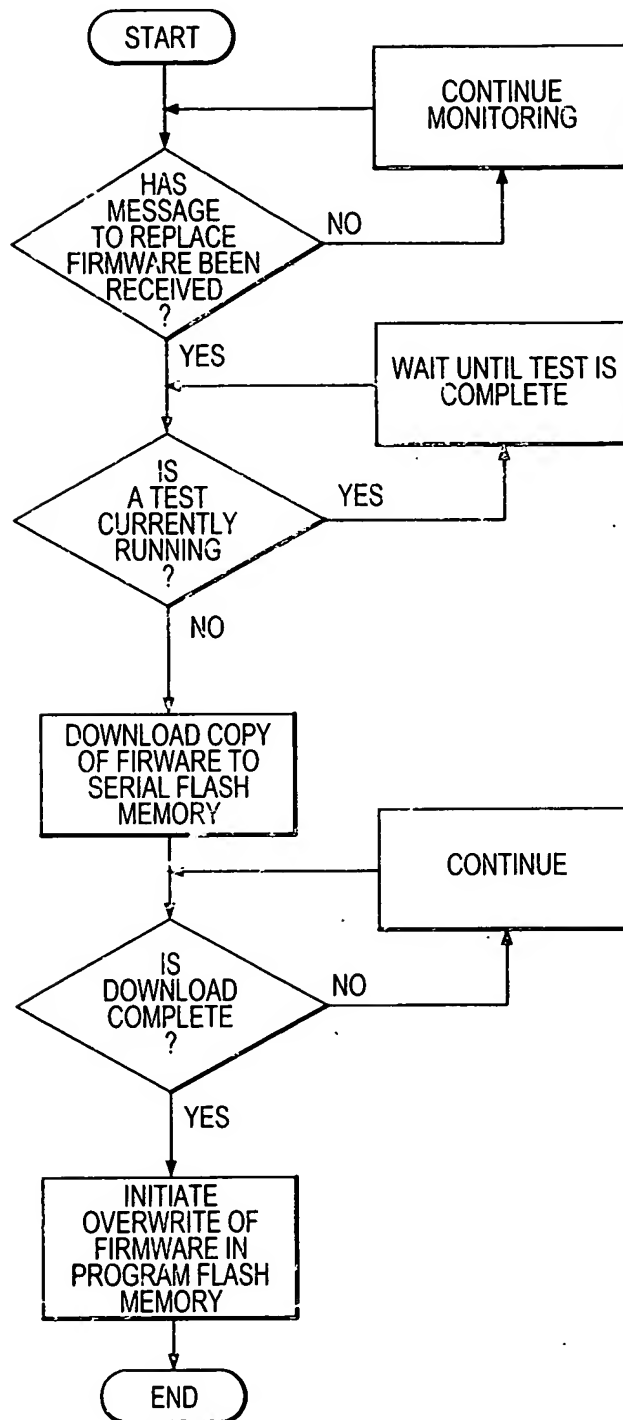 START
CONTINUE
MONITORING
HAS
MESSAGE
TO REPLACE
FIRMWARE BEEN
RECEIVED
?
NO
YES
WAIT UNTIL TEST IS
COMPLETE
IS
A TEST
CURRENTLY
RUNNING
?
YES
NO
DOWNLOAD COPY
OF FIRWARE TO
SERIAL FLASH
MEMORY
CONTINUE
IS
DOWNLOAD
COMPLETE
?
NO
YES
INITIATE
OVERWRITE OF
FIRMWARE IN
PROGRAM FLASH
MEMORY
END